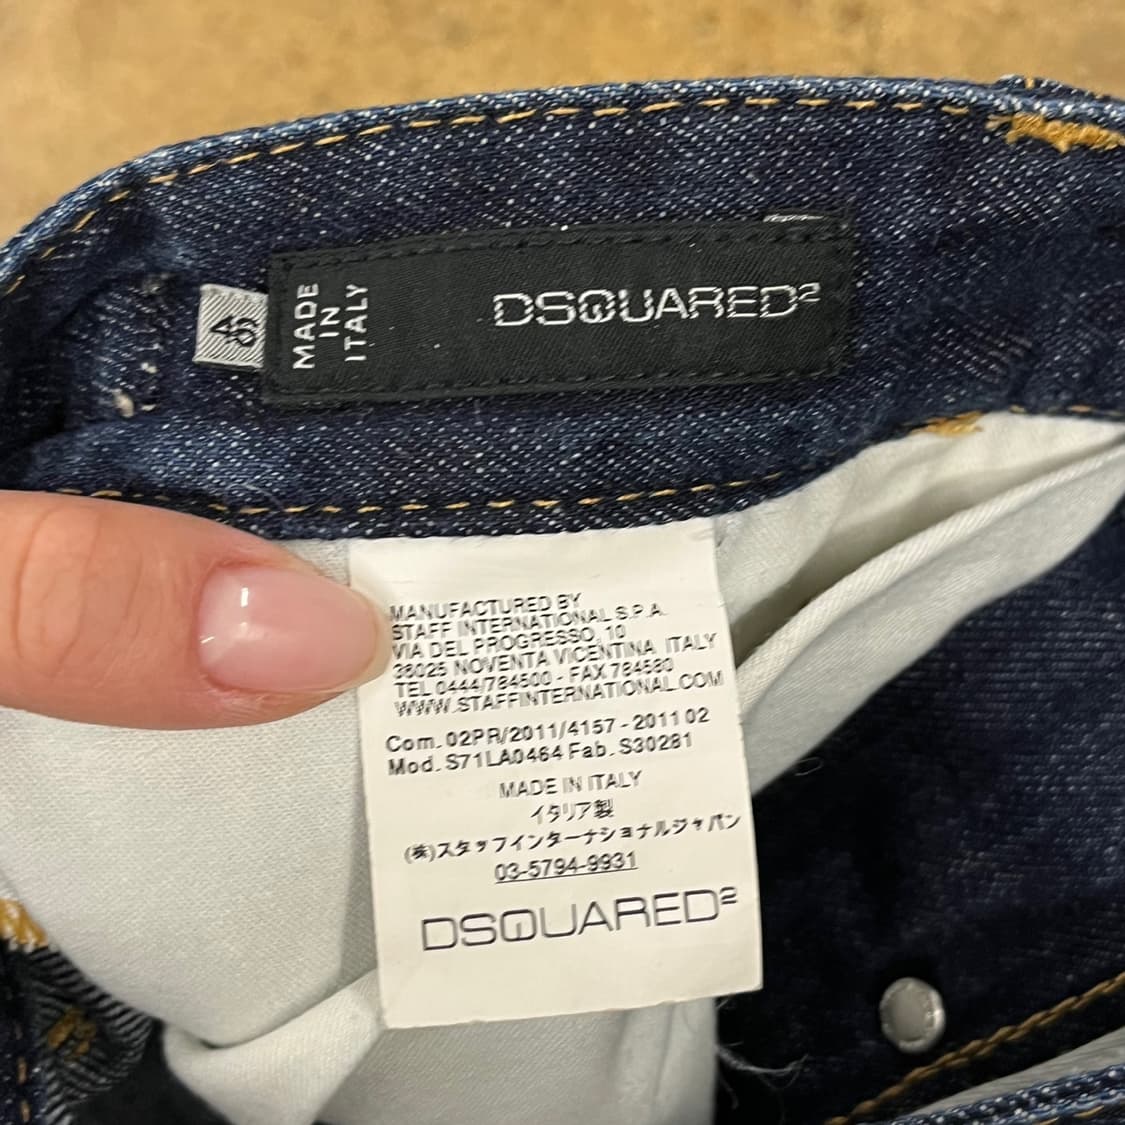 46
MADE
IN
ITALY
DSQUARED2
MANUFACTURED BY
STAFF INTERNATIONAL S.P.A.
VIA DEL PROGRESSO, 10
36025 NOVENTA VICENTINA ITALY
TEL 0444/784500 - FAX 784580
WWW.STAFFINTERNATIONAL.COM
Com. 02PR/2011/4157 - 2011 02
Mod. S71LA0464 Fab. S30281
MADE IN ITALY
イタリア製
(株)スタッフインターナショナルジャパン
03-5794-9931
DSQUARED2